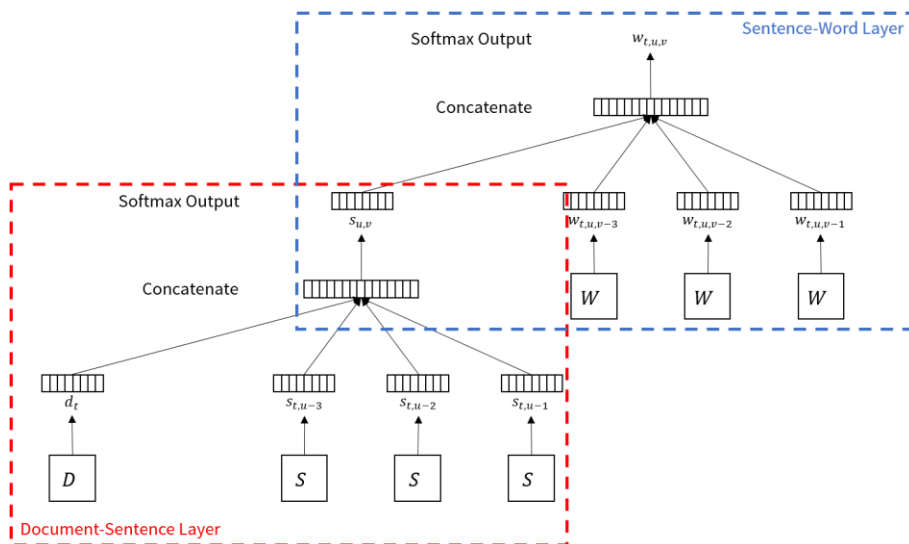 Sentence-Word Layer
Softmax Output w_{t,u,v}
Concatenate
Softmax Output
s_{u,v} w_{t,u,v−3} w_{t,u,v−2} w_{t,u,v−1}
Concatenate W W W
d_t s_{t,u−3} s_{t,u−2} s_{t,u−1}
D S S S
Document-Sentence Layer